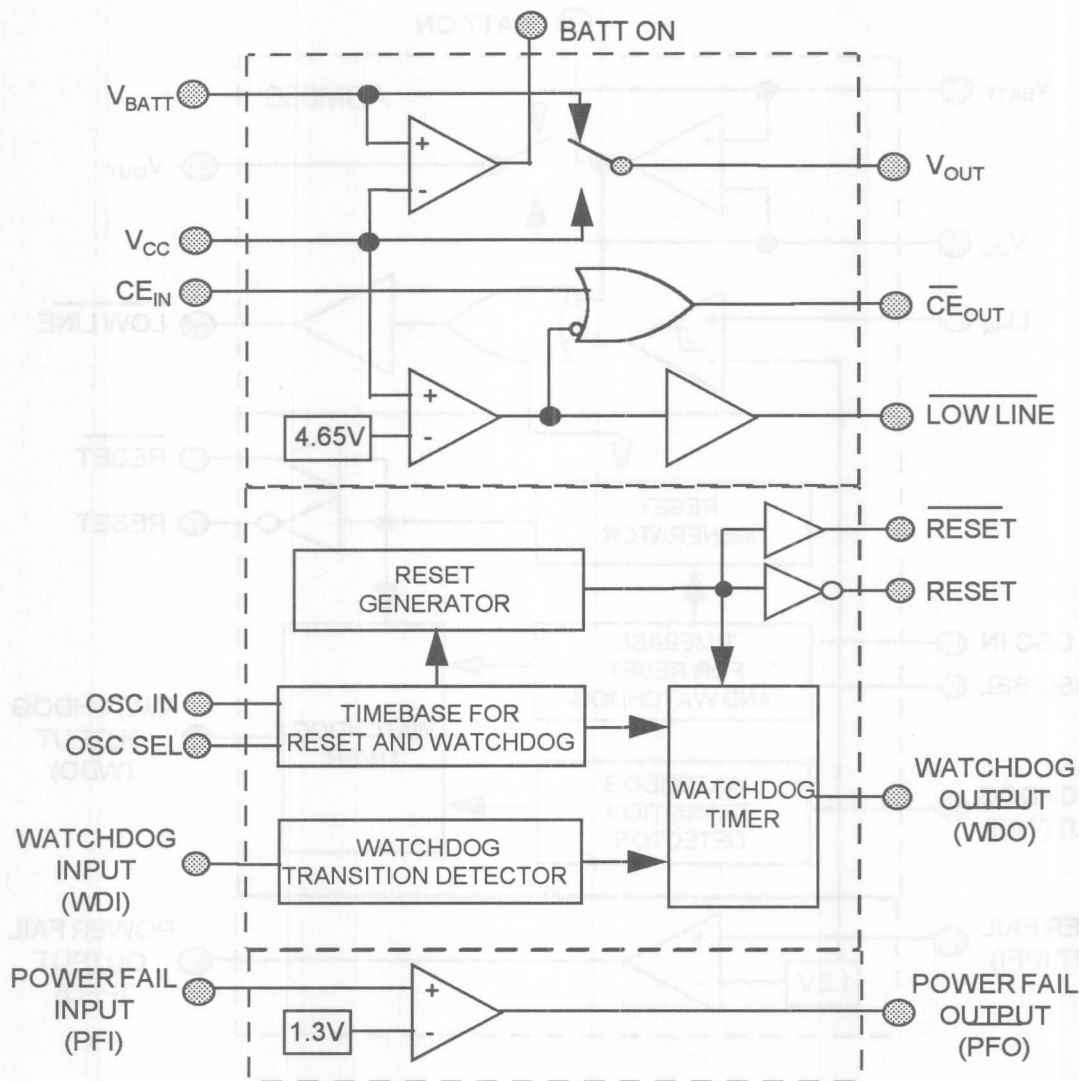 BATT ON
VBATT
VOUT
VCC
CEIN
CEOUT
+
-
+
-
4.65V
LOW LINE
RESET
RESET
RESET
GENERATOR
OSC IN
OSC SEL
TIMEBASE FOR
RESET AND WATCHDOG
WATCHDOG
TIMER
WATCHDOG
OUTPUT
(WDO)
WATCHDOG
INPUT
(WDI)
WATCHDOG
TRANSITION DETECTOR
POWER FAIL
INPUT
(PFI)
1.3V
+
-
POWER FAIL
OUTPUT
(PFO)